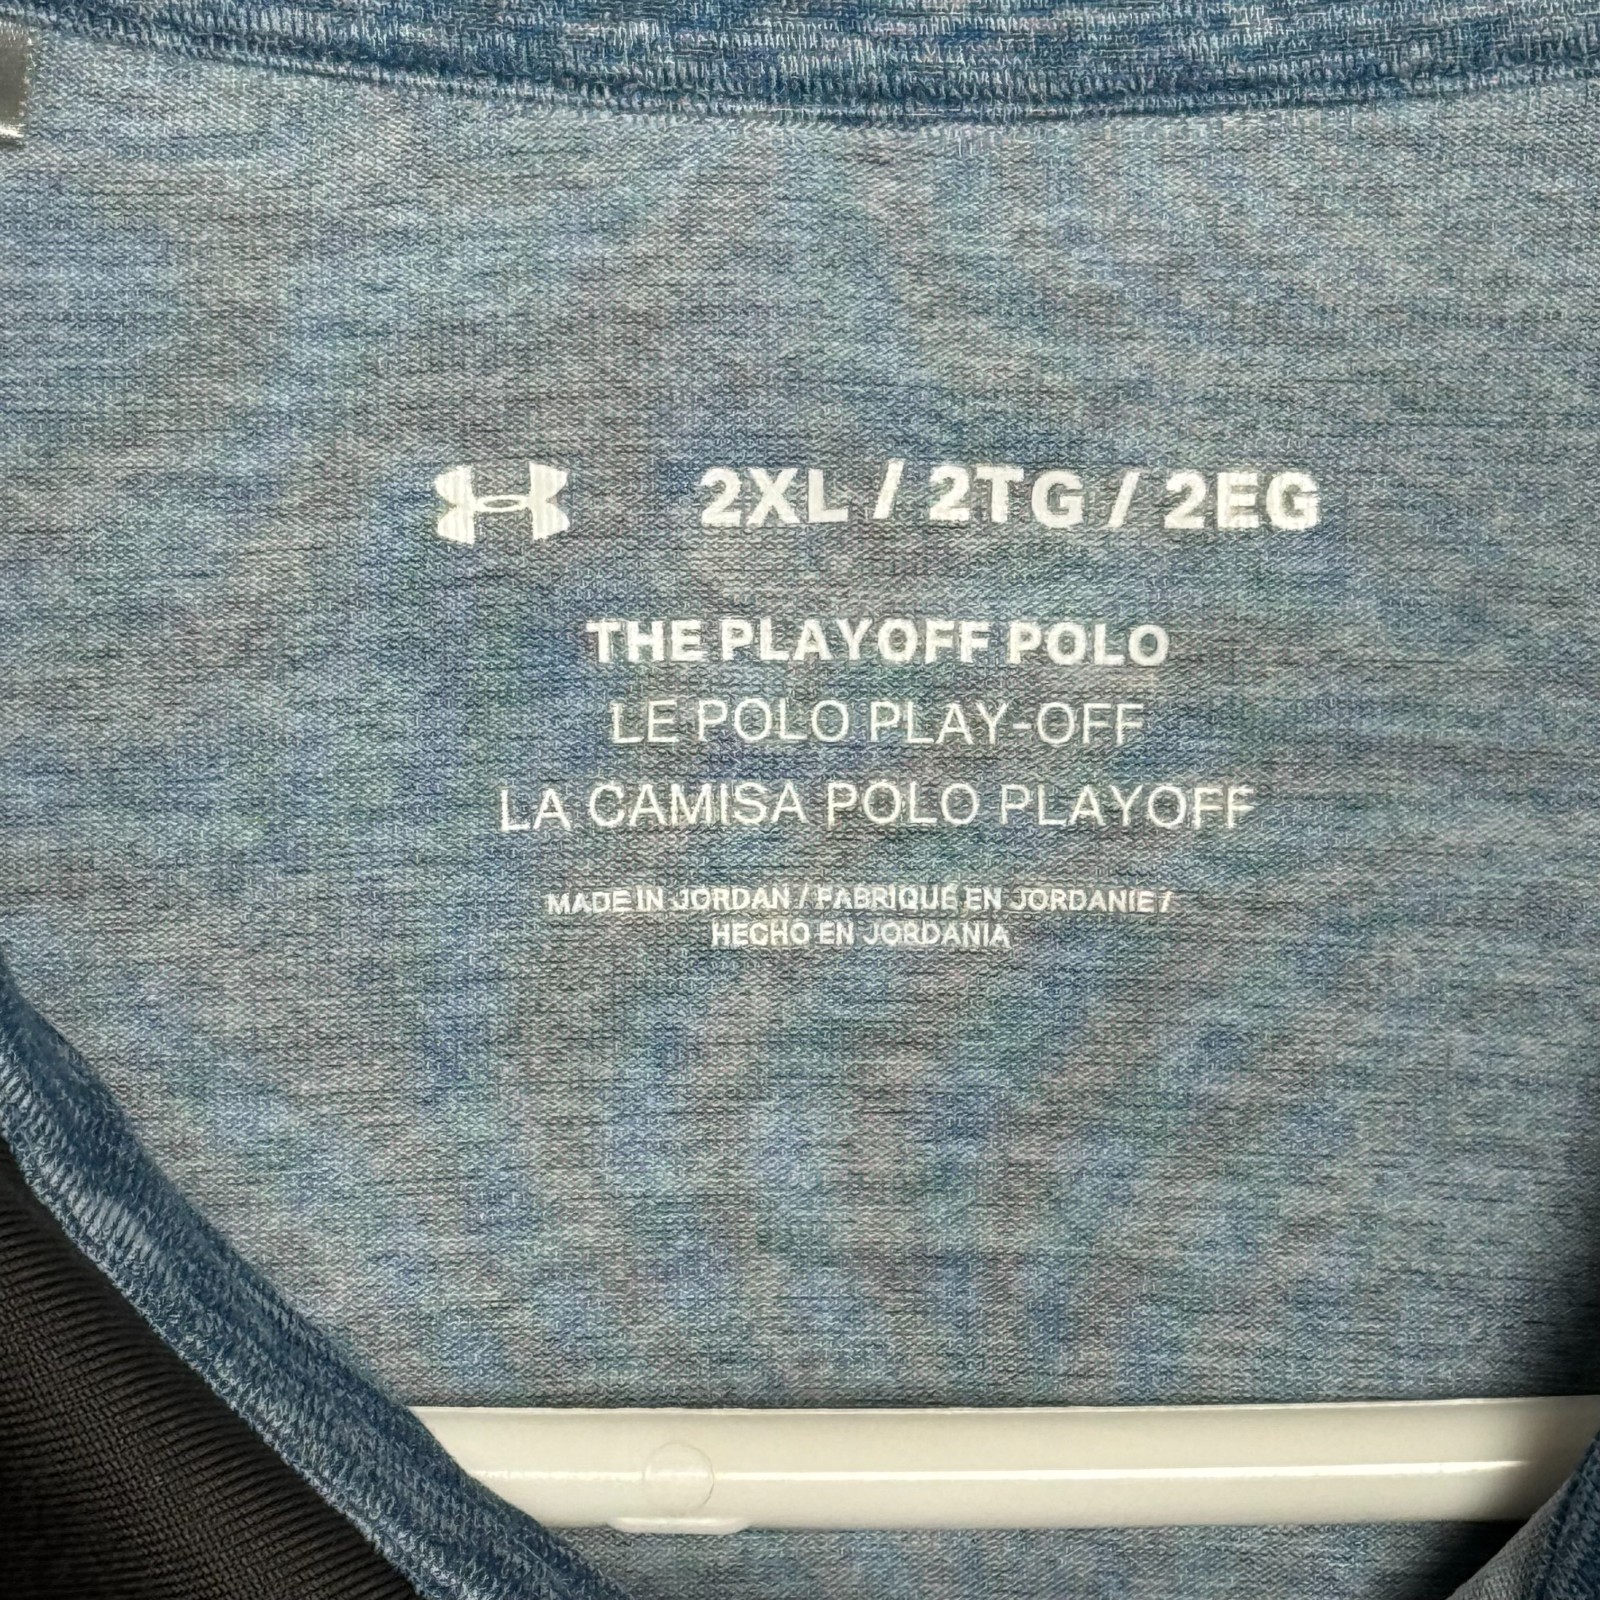 2XL / 2TG / 2EG
THE PLAYOFF POLO
LE POLO PLAY-OFF
LA CAMISA POLO PLAYOFF
MADE IN JORDAN / FABRIQUE EN JORDANIE /
HECHO EN JORDANIA